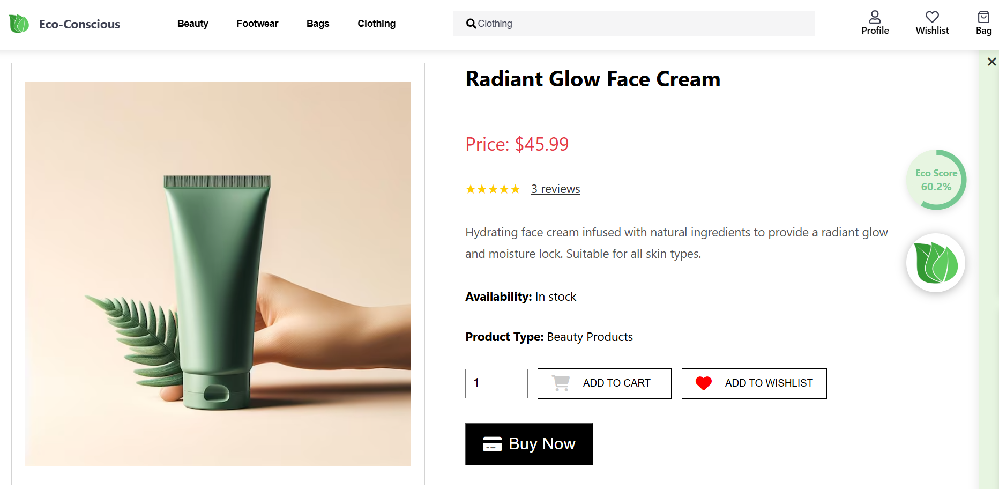 Eco-Conscious
Beauty
Footwear
Bags
Clothing
Clothing
Profile
Wishlist
Bag
Radiant Glow Face Cream
Price: $45.99
3 reviews
Eco Score
60.2%
Hydrating face cream infused with natural ingredients to provide a radiant glow
and moisture lock. Suitable for all skin types.
Availability: In stock
Product Type: Beauty Products
1
ADD TO CART
ADD TO WISHLIST
Buy Now